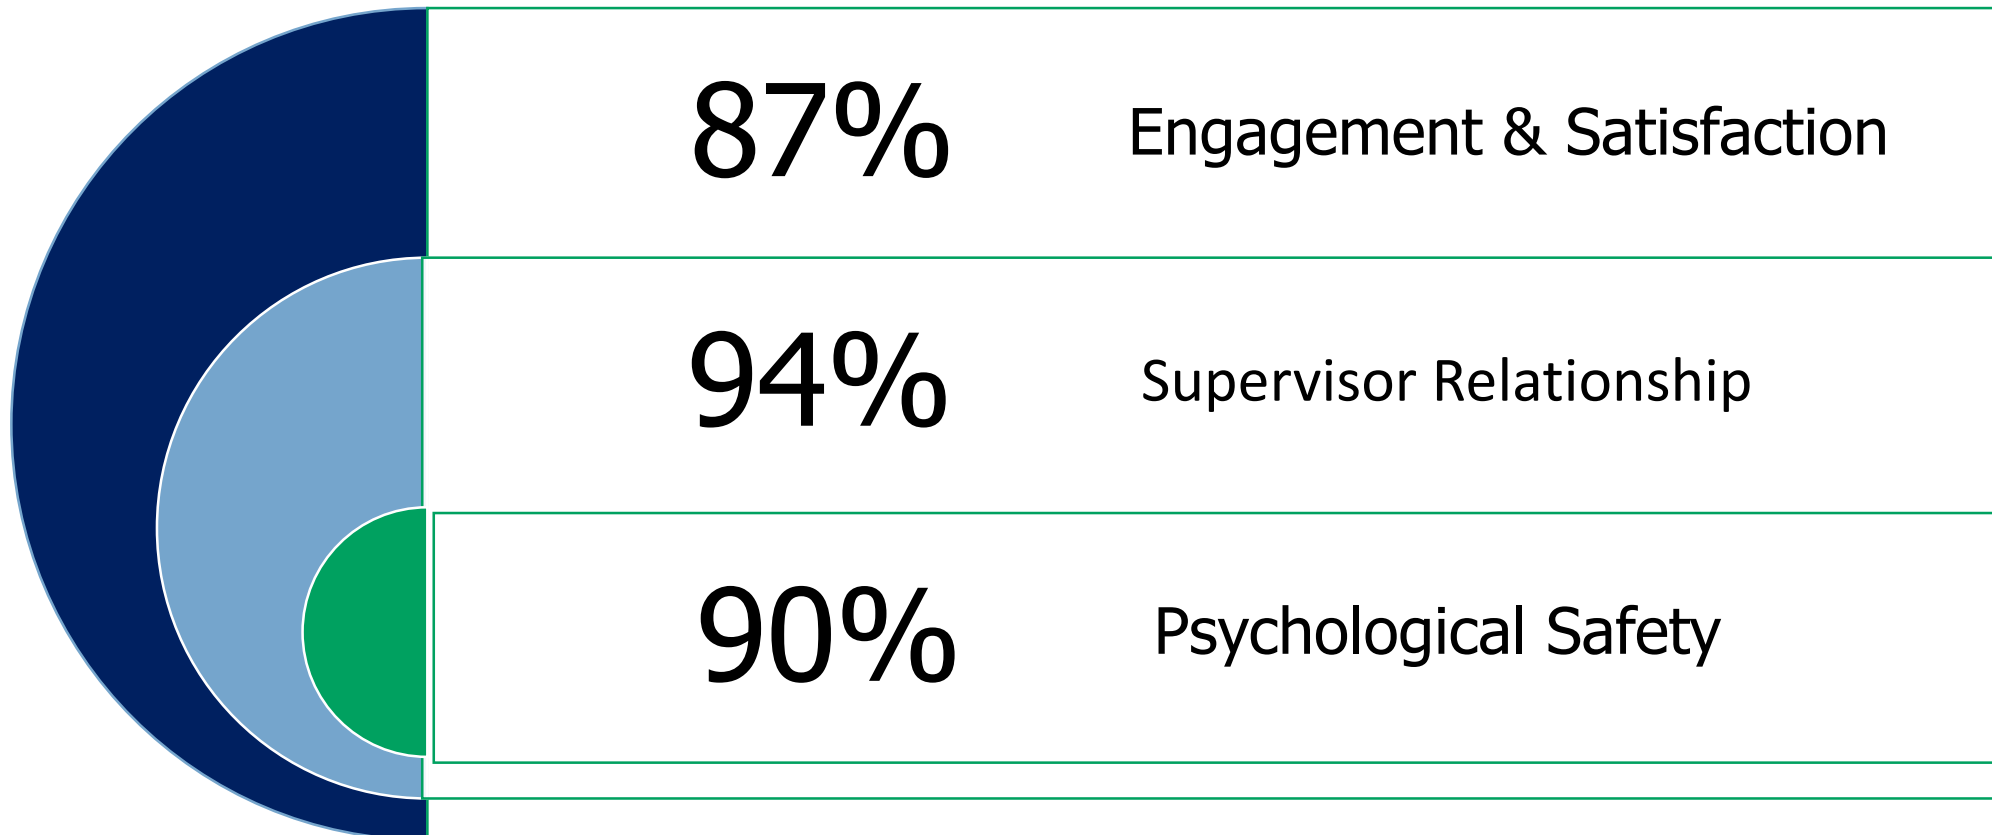 87% Engagement & Satisfaction
94% Supervisor Relationship
90% Psychological Safety